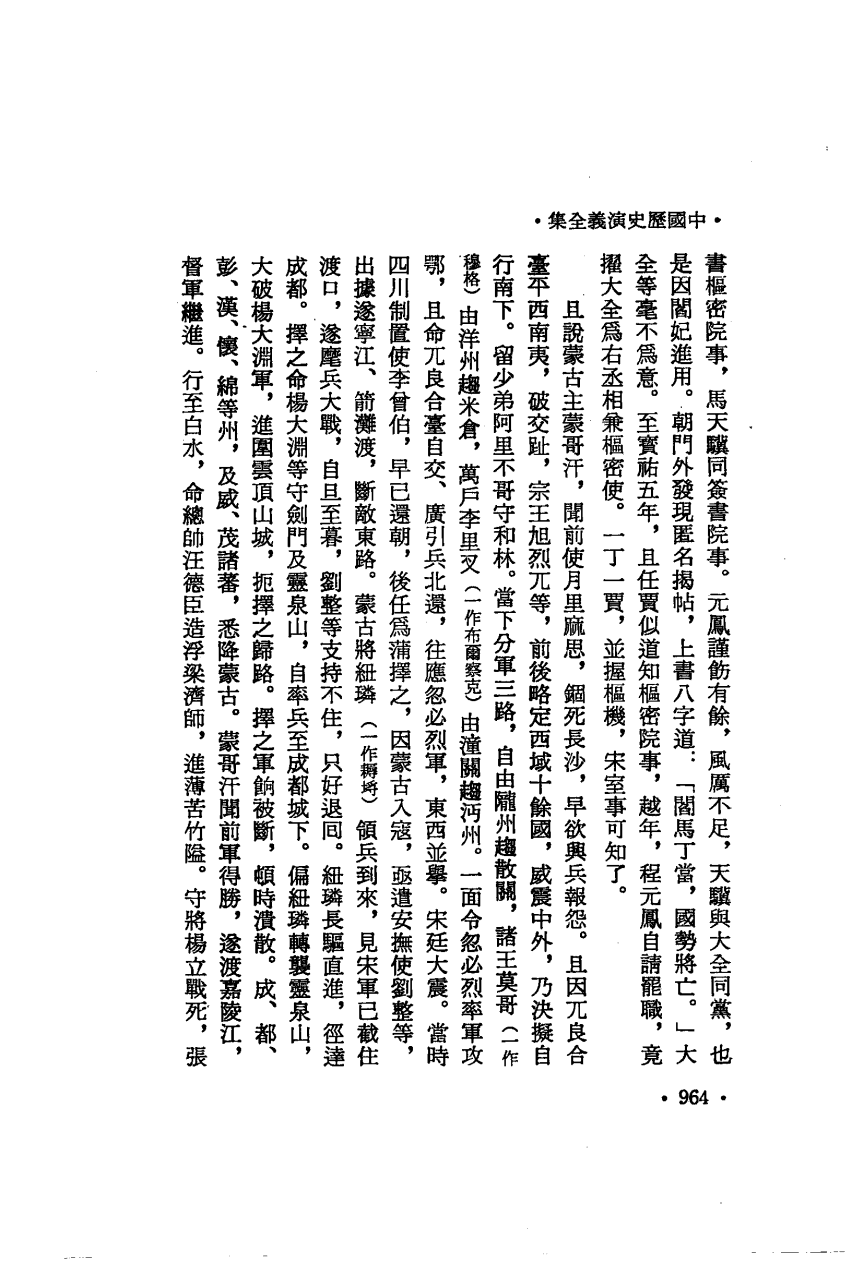 •中國歷史演義全集•
書樞密院事，馬天驥同簽書院事。元鳳謹飭有餘，風厲不足，天驥與大全同黨，也
是因閻妃進用。朝門外發現匿名揭帖，上書八字道：「閻馬丁當，國勢將亡。」大
全等毫不爲意。至寶祐五年，且任賈似道知樞密院事，越年，程元鳳自請罷職，竟
擢大全爲右丞相兼樞密使。一丁一賈，並握樞機，宋室事可知了。
且說蒙古主蒙哥汗，聞前使月里麻思，錮死長沙，早欲興兵報怨。且因兀良合
臺平西南夷，破交趾，宗王旭烈兀等，前後略定西域十餘國，威震中外，乃決擬自
行南下。留少弟阿里不哥守和林。當下分軍三路，自由隴州趨散關，諸王莫哥（一作
穆格）由洋州趨米倉，萬戶李里叉（一作布爾察克）由潼關趨沔州。一面令忽必烈率軍攻
鄂，且命兀良合臺自交、廣引兵北還，往應忽必烈軍，東西並舉。宋廷大震。當時
四川制置使李曾伯，早已還朝，後任爲蒲擇之，因蒙古入寇，亟遣安撫使劉整等，
出據遂寧江、箭灘渡，斷敵東路。蒙古將紐璘（一作耨埒）領兵到來，見宋軍已截住
渡口，遂麾兵大戰，自旦至暮，劉整等支持不住，只好退回。紐璘長驅直進，徑達
成都。擇之命楊大淵等守劍門及靈泉山，自率兵至成都城下。偏紐璘轉襲靈泉山，
大破楊大淵軍，進圍雲頂山城，扼擇之歸路。擇之軍餉被斷，頓時潰散。成、都、
彭、漢、懷、綿等州，及威、茂諸蕃，悉降蒙古。蒙哥汗聞前軍得勝，遂渡嘉陵江，
督軍繼進。行至白水，命總帥汪德臣造浮梁濟師，進薄苦竹隘。守將楊立戰死，張
•964•